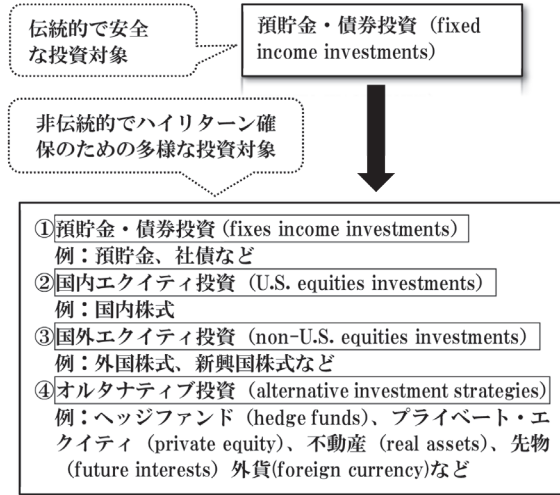 伝統的で安全
な投資対象
預貯金・債券投資（fixed
income investments）
非伝統的でハイリターン確
保のための多様な投資対象
①預貯金・債券投資（fixes income investments）
例：預貯金、社債など
②国内エクイティ投資（U.S. equities investments）
例：国内株式
③国外エクイティ投資（non-U.S. equities investments）
例：外国株式、新興国株式など
④オルタナティブ投資（alternative investment strategies）
例：ヘッジファンド（hedge funds）、プライベート・エ
クイティ（private equity）、不動産（real assets）、先物
（future interests）外貨(foreign currency)など